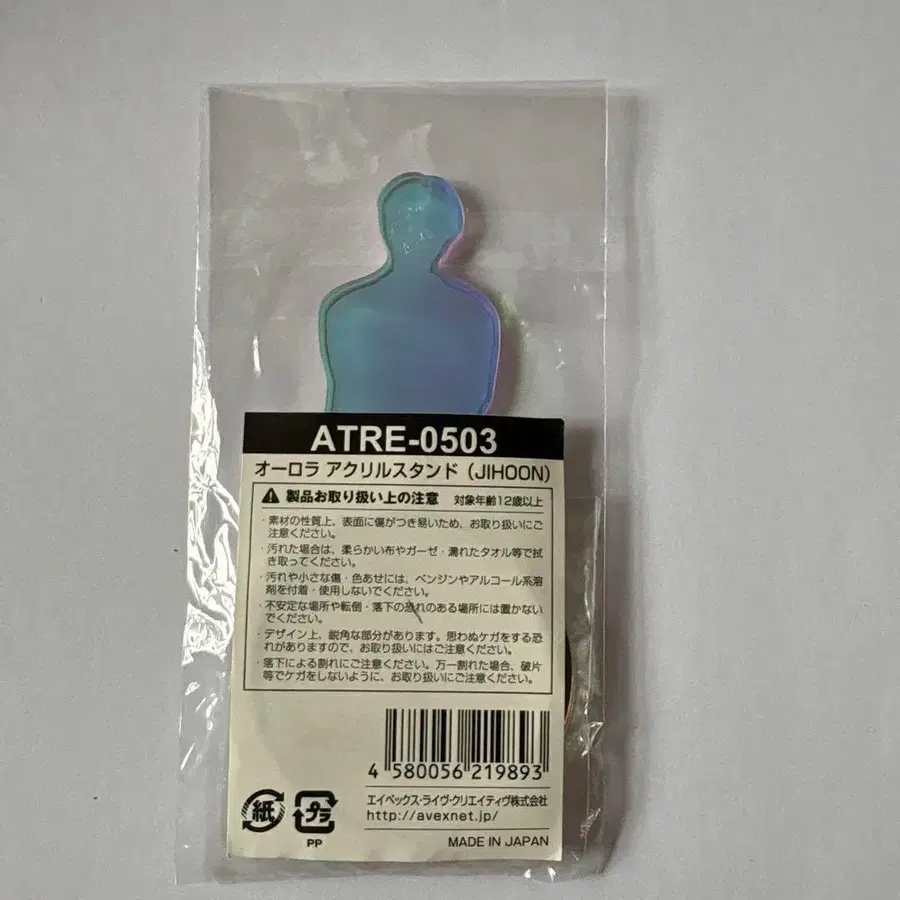 ATRE-0503
オーロラ アクリルスタンド（JIHOON）
製品お取り扱い上の注意 対象年齢12歳以上
・素材の性質上、表面に傷がつき易いため、お取り扱いにご
注意ください。
・汚れた場合は、柔らかい布やガーゼ・濡れたタオル等で拭
き取ってください。
・汚れや小さな傷・色あせには、ベンジンやアルコール系溶
剤を付着・使用しないでください。
・不安定な場所や転倒・落下の恐れのある場所には置かない
でください。
・デザイン上、鋭角な部分があります。思わぬケガをする恐
れがありますので、お取り扱いにはご注意ください。
・落下による割れにご注意ください。万一割れた場合、破片
等でケガをしないように、お取り扱いにご注意ください。
4 580056 219893
エイベックス・ライヴ・クリエイティヴ株式会社
http://avexnet.jp/
紙
プラ
PP
MADE IN JAPAN